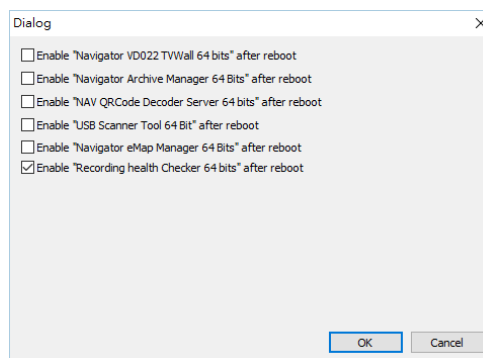 Dialog
Enable "Navigator VD022 TVWall 64 bits" after reboot
Enable "Navigator Archive Manager 64 Bits" after reboot
Enable "NAV QRCode Decoder Server 64 bits" after reboot
Enable "USB Scanner Tool 64 Bit" after reboot
Enable "Navigator eMap Manager 64 Bits" after reboot
Enable "Recording health Checker 64 bits" after reboot
OK Cancel